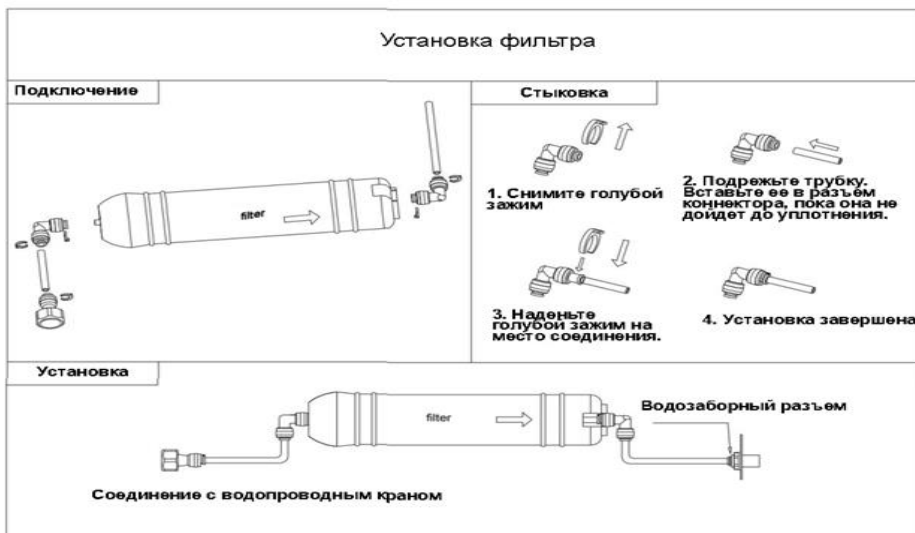 Установка фильтра
Подключение
filter
Стыковка
1. Снимите голубой
зажим
2. Подрежьте трубку.
Вставьте ее в разъем
коннектора, пока она не
дойдет до уплотнения.
3. Наденьте
голубой зажим на
место соединения.
4. Установка завершена
Установка
filter
Водозаборный разъем
Соединение с водопроводным краном